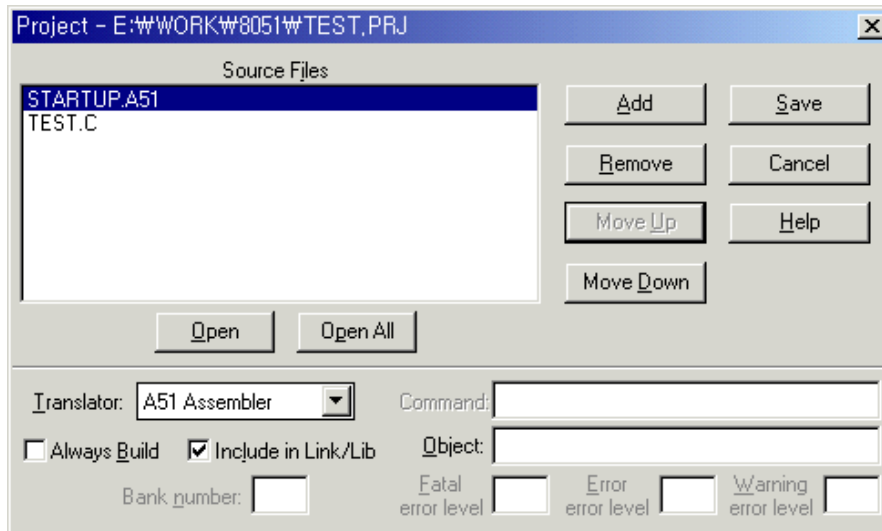 Project - E:₩WORK₩8051₩TEST.PRJ
Source Files
STARTUP.A51
TEST.C
Add
Save
Remove
Cancel
Move Up
Help
Move Down
Open
Open All
Translator:
A51 Assembler
Command:
Always Build
Include in Link/Lib
Object:
Bank number:
Fatal
error level
Error
error level
Warning
error level